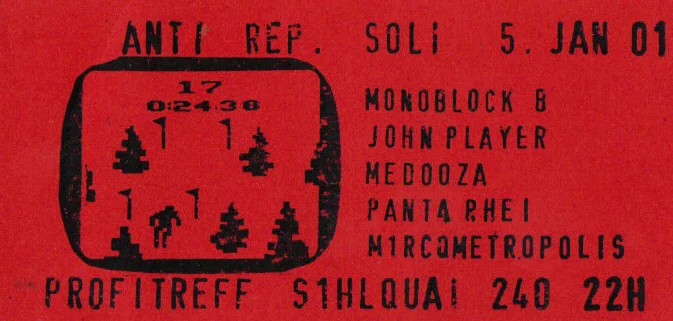 ANTI REP. SOLI 5. JAN 01
17
0:24.38
MONOBLOCK B
JOHN PLAYER
MEDOOZA
PANTA RHEI
M1RCOMETROPOLIS
PROFITREFF S1HLQUAI 240 22H